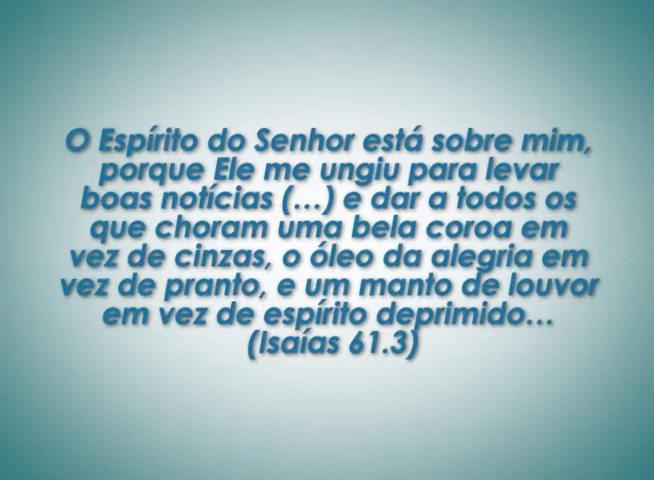 O Espírito do Senhor está sobre mim,
porque Ele me ungiu para levar
boas notícias (...) e dar a todos os
que choram uma bela coroa em
vez de cinzas, o óleo da alegria em
vez de pranto, e um manto de louvor
em vez de espírito deprimido...
(Isaías 61.3)